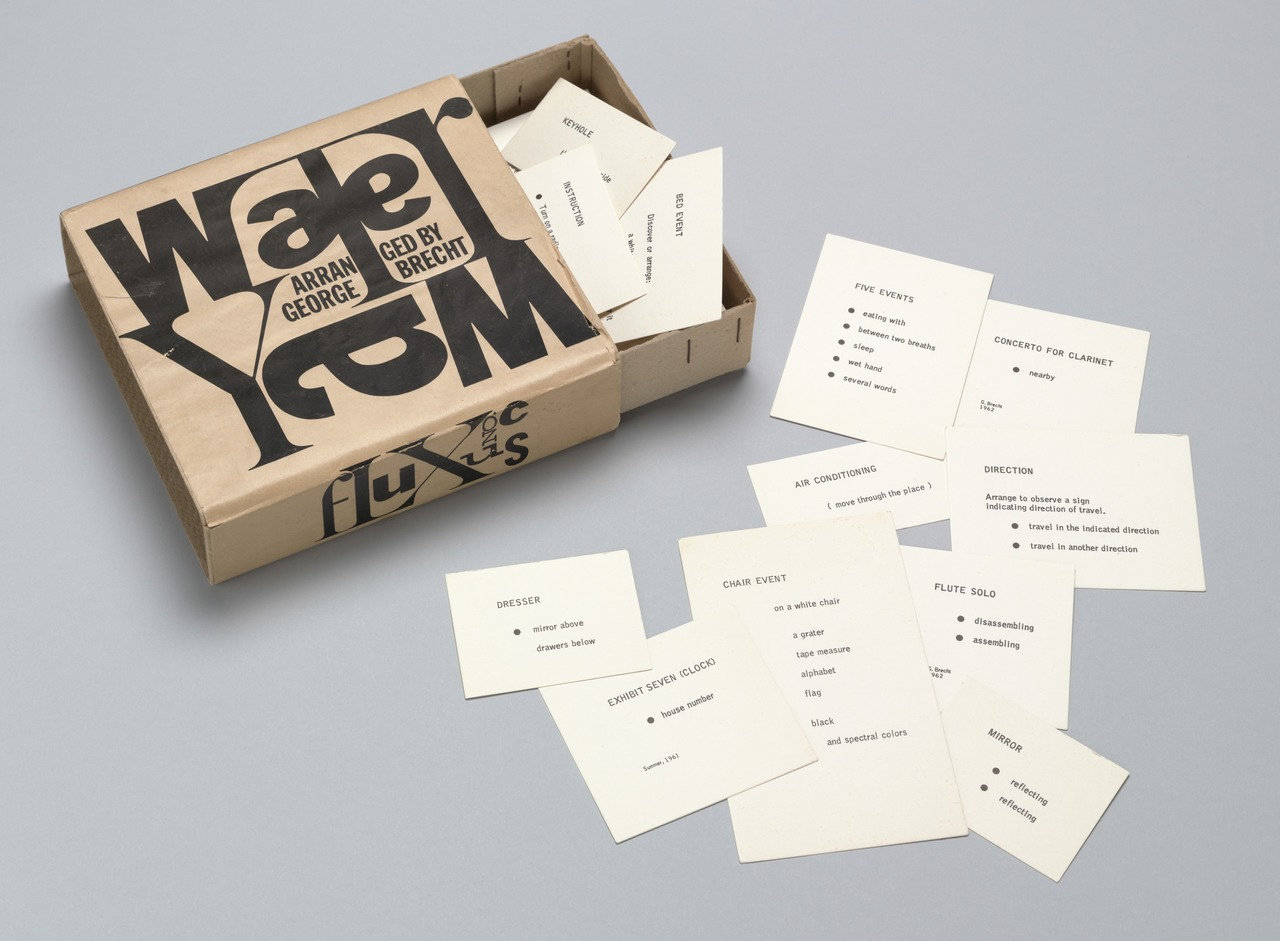 Water
ARRANGED BY
GEORGE BRECHT
Yam
fluxus
KEYHOLE
INSTRUCTION
● Turn on a
BED EVENT
Discover or arrange:
FIVE EVENTS
● eating with
● between two breaths
● sleep
● wet hand
● several words
CONCERTO FOR CLARINET
● nearby
G. Brecht
1962
AIR CONDITIONING
( move through the place )
DIRECTION
Arrange to observe a sign
indicating direction of travel.
● travel in the indicated direction
● travel in another direction
DRESSER
● mirror above
drawers below
EXHIBIT SEVEN (CLOCK)
● house number
Summer, 1961
CHAIR EVENT
on a white chair
a grater
tape measure
alphabet
flag
black
and spectral colors
FLUTE SOLO
● disassembling
● assembling
G. Brecht
962
MIRROR
● reflecting
● reflecting